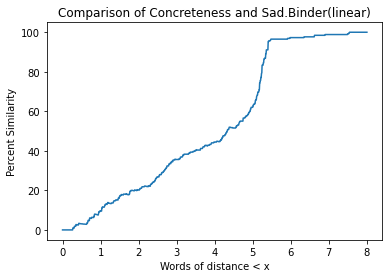 Comparison of Concreteness and Sad.Binder(linear)
100
80
60
40
20
0
Percent Similarity
0 1 2 3 4 5 6 7 8
Words of distance < x